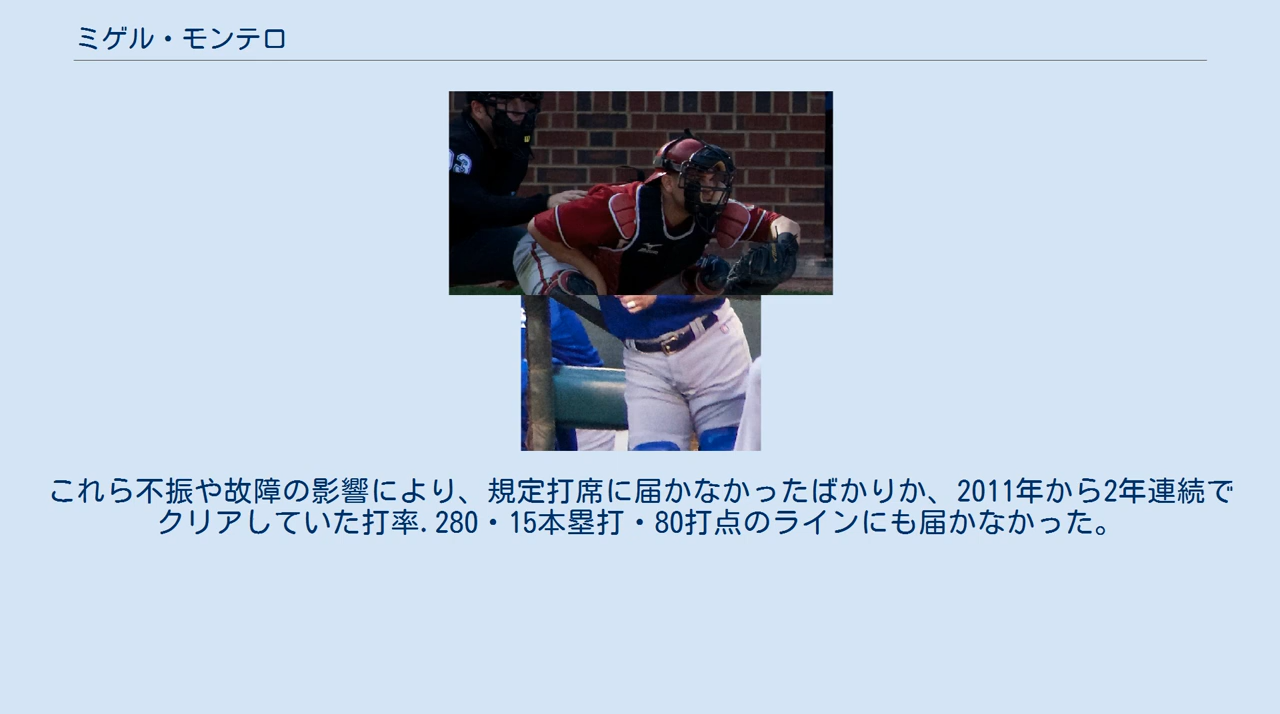 ミゲル・モンテロ
これら不振や故障の影響により、規定打席に届かなかったばかりか、2011年から2年連続で
クリアしていた打率.280・15本塁打・80打点のラインにも届かなかった。